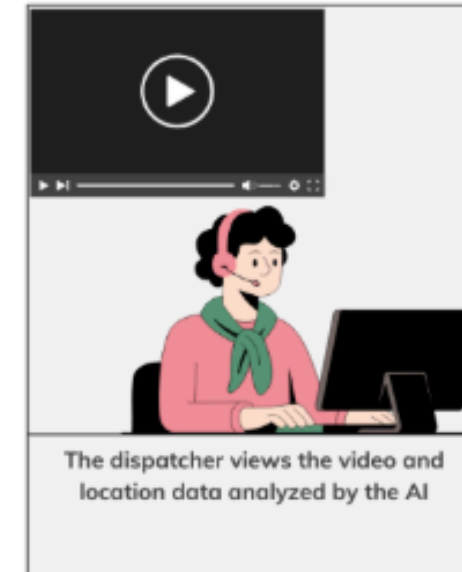 The dispatcher views the video and
location data analyzed by the AI